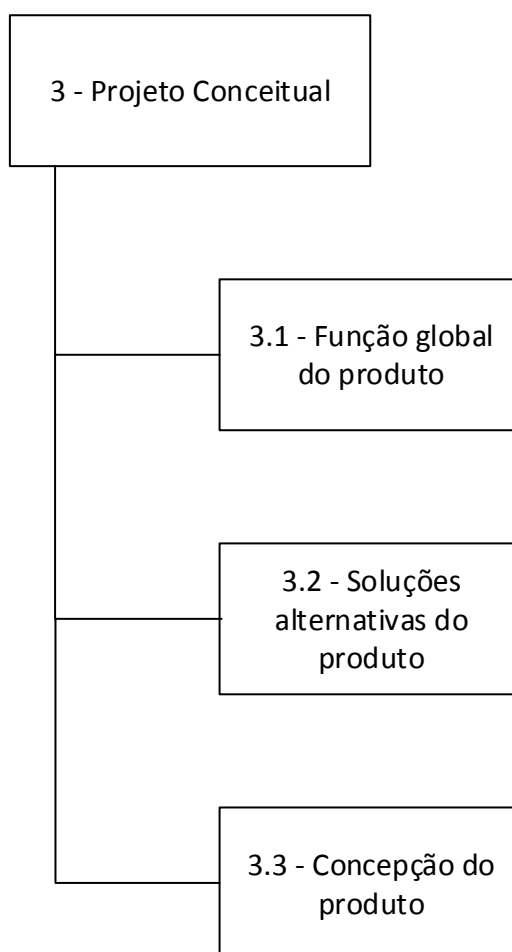 3 - Projeto Conceitual
3.1 - Função global
do produto
3.2 - Soluções
alternativas do
produto
3.3 - Concepção do
produto